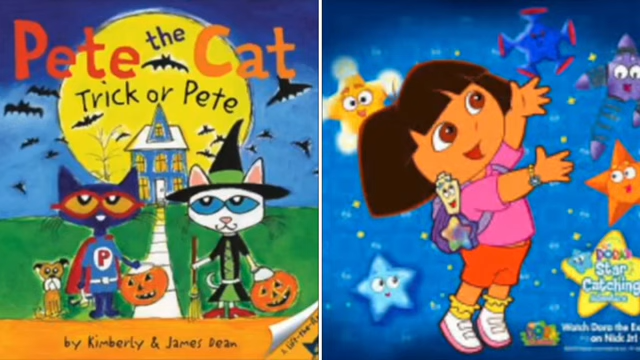 Pete the Cat
Trick or Pete
P
by Kimberly & James Dean
DORA
Star
Catching
Watch Dora the Ex
on Nick Jr!